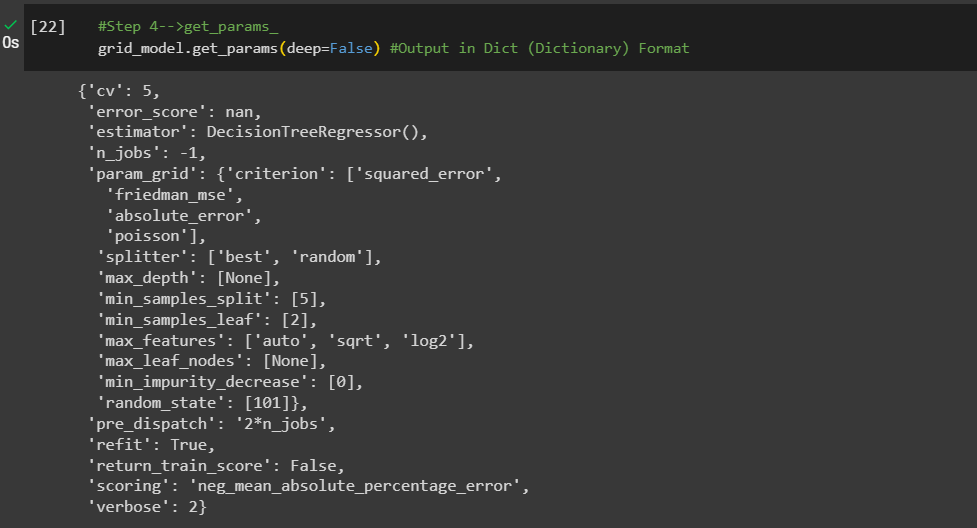 [22] #Step 4-->get_params_
0s grid_model.get_params(deep=False) #Output in Dict (Dictionary) Format
{'cv': 5,
'error_score': nan,
'estimator': DecisionTreeRegressor(),
'n_jobs': -1,
'param_grid': {'criterion': ['squared_error',
'friedman_mse',
'absolute_error',
'poisson'],
'splitter': ['best', 'random'],
'max_depth': [None],
'min_samples_split': [5],
'min_samples_leaf': [2],
'max_features': ['auto', 'sqrt', 'log2'],
'max_leaf_nodes': [None],
'min_impurity_decrease': [0],
'random_state': [101]},
'pre_dispatch': '2*n_jobs',
'refit': True,
'return_train_score': False,
'scoring': 'neg_mean_absolute_percentage_error',
'verbose': 2}